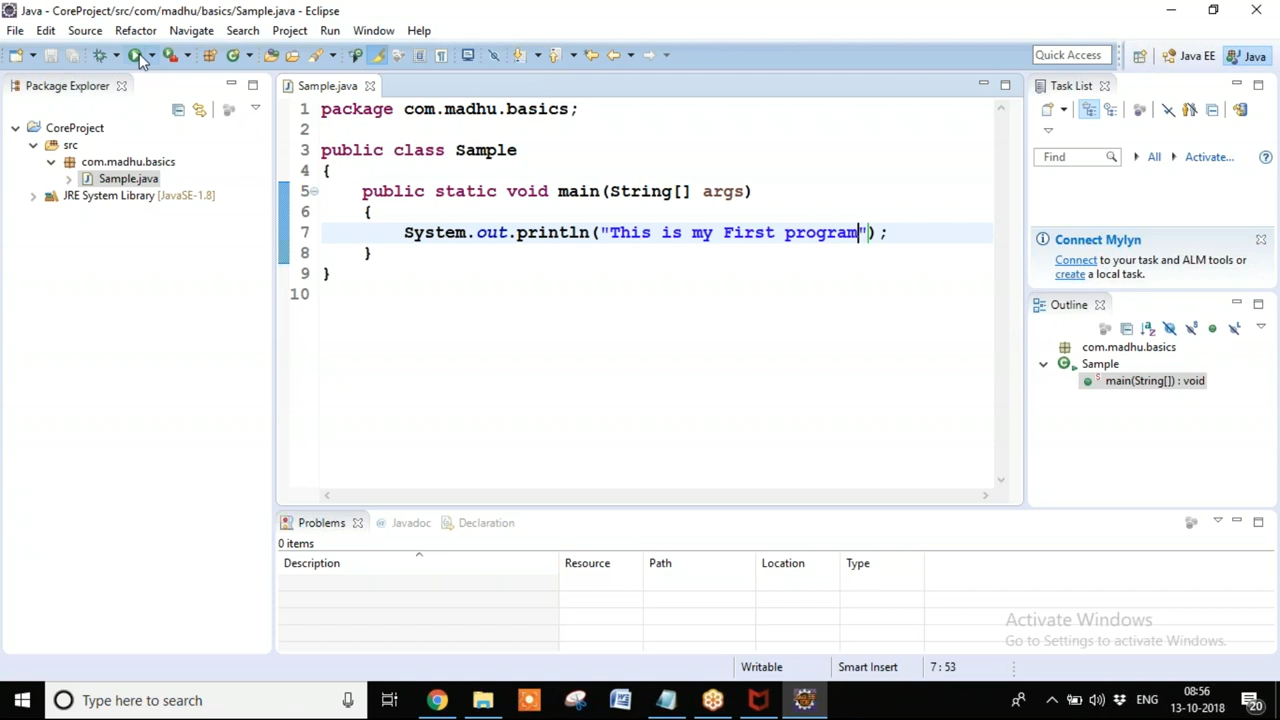 Java - CoreProject/src/com/madhu/basics/Sample.java - Eclipse
File Edit Source Refactor Navigate Search Project Run Window Help
Quick Access Java EE Java
Package Explorer
CoreProject
src
com.madhu.basics
Sample.java
JRE System Library [JavaSE-1.8]
Sample.java
1 package com.madhu.basics;
2
3 public class Sample
4 {
5 public static void main(String[] args)
6 {
7 System.out.println("This is my First program");
8 }
9 }
10
Task List
Find All Activate...
Connect Mylyn
Connect to your task and ALM tools or
create a local task.
Outline
com.madhu.basics
Sample
main(String[]) : void
Problems @ Javadoc Declaration
0 items
Description Resource Path Location Type
Activate Windows
Go to Settings to activate Windows.
Writable Smart Insert 7 : 53
Type here to search
ENG
08:56
13-10-2018
20